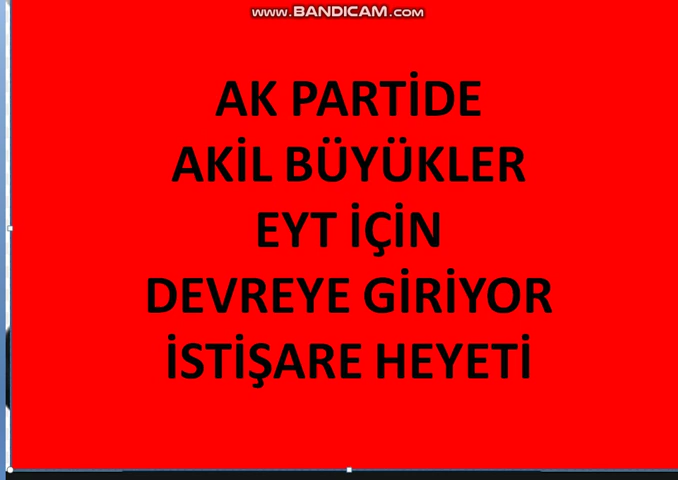 www.BANDICAM.com
AK PARTİDE
AKİL BÜYÜKLER
EYT İÇİN
DEVREYE GİRİYOR
İSTİŞARE HEYETİ